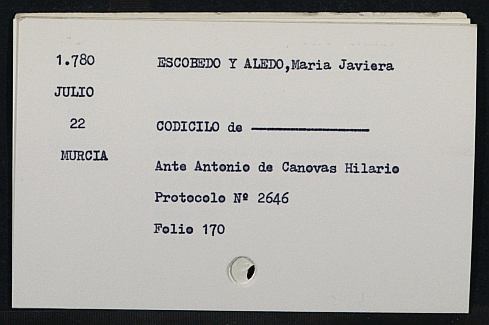 1.780 ESCOBEDO Y ALEDO,Maria Javiera
JULIO
22 CODICILO de
MURCIA
Ante Antonio de Canovas Hilario
Protocolo Nº 2646
Folio 170